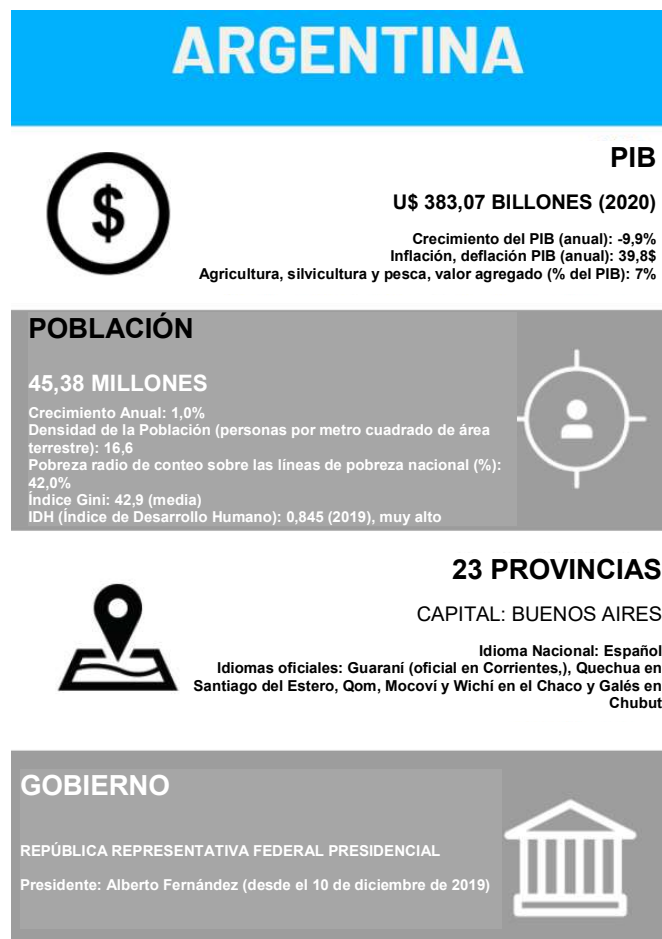 ARGENTINA
$
PIB
U$ 383,07 BILLONES (2020)
Crecimiento del PIB (anual): -9,9%
Inflación, deflación PIB (anual): 39,8$
Agricultura, silvicultura y pesca, valor agregado (% del PIB): 7%
POBLACIÓN
45,38 MILLONES
Crecimiento Anual: 1,0%
Densidad de la Población (personas por metro cuadrado de área
terrestre): 16,6
Pobreza radio de conteo sobre las líneas de pobreza nacional (%):
42,0%
Índice Gini: 42,9 (media)
IDH (Índice de Desarrollo Humano): 0,845 (2019), muy alto
23 PROVINCIAS
CAPITAL: BUENOS AIRES
Idioma Nacional: Español
Idiomas oficiales: Guaraní (oficial en Corrientes,), Quechua en
Santiago del Estero, Qom, Mocoví y Wichí en el Chaco y Galés en
Chubut
GOBIERNO
REPÚBLICA REPRESENTATIVA FEDERAL PRESIDENCIAL
Presidente: Alberto Fernández (desde el 10 de diciembre de 2019)